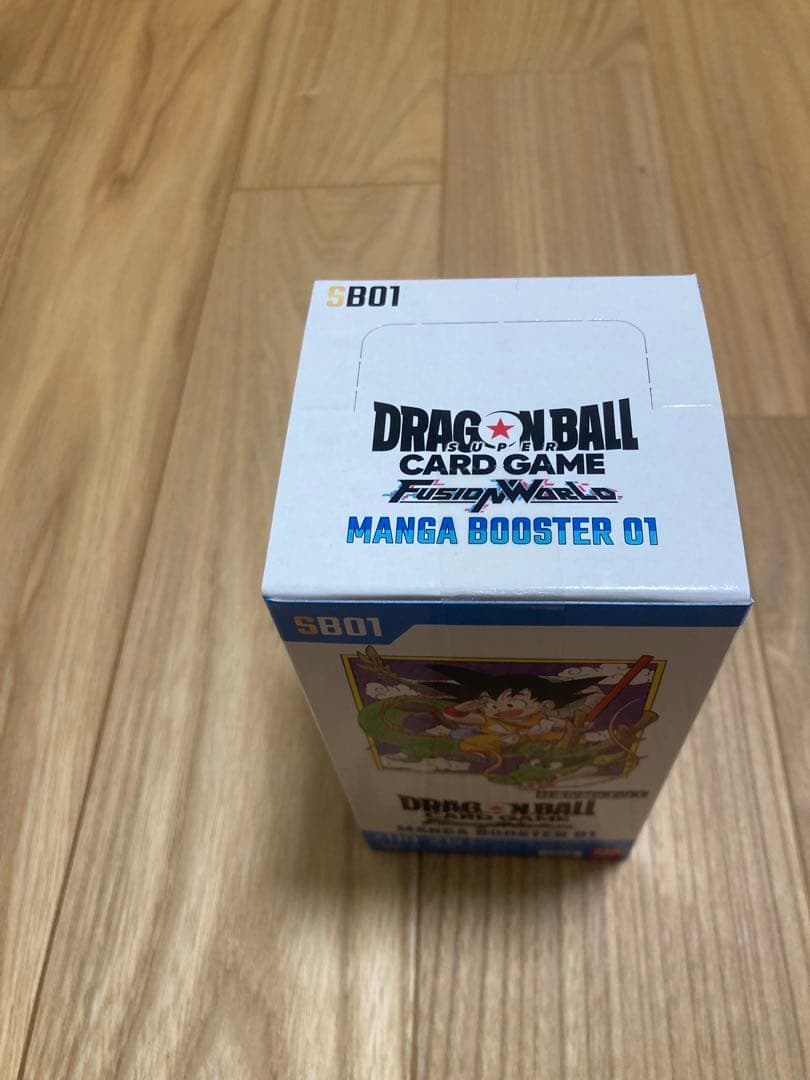 SB01
DRAGON BALL
SUPER
CARD GAME
FUSION WORLD
MANGA BOOSTER 01
SB01
DRAGON BALL
CARD GAME
MANGA BOOSTER 01